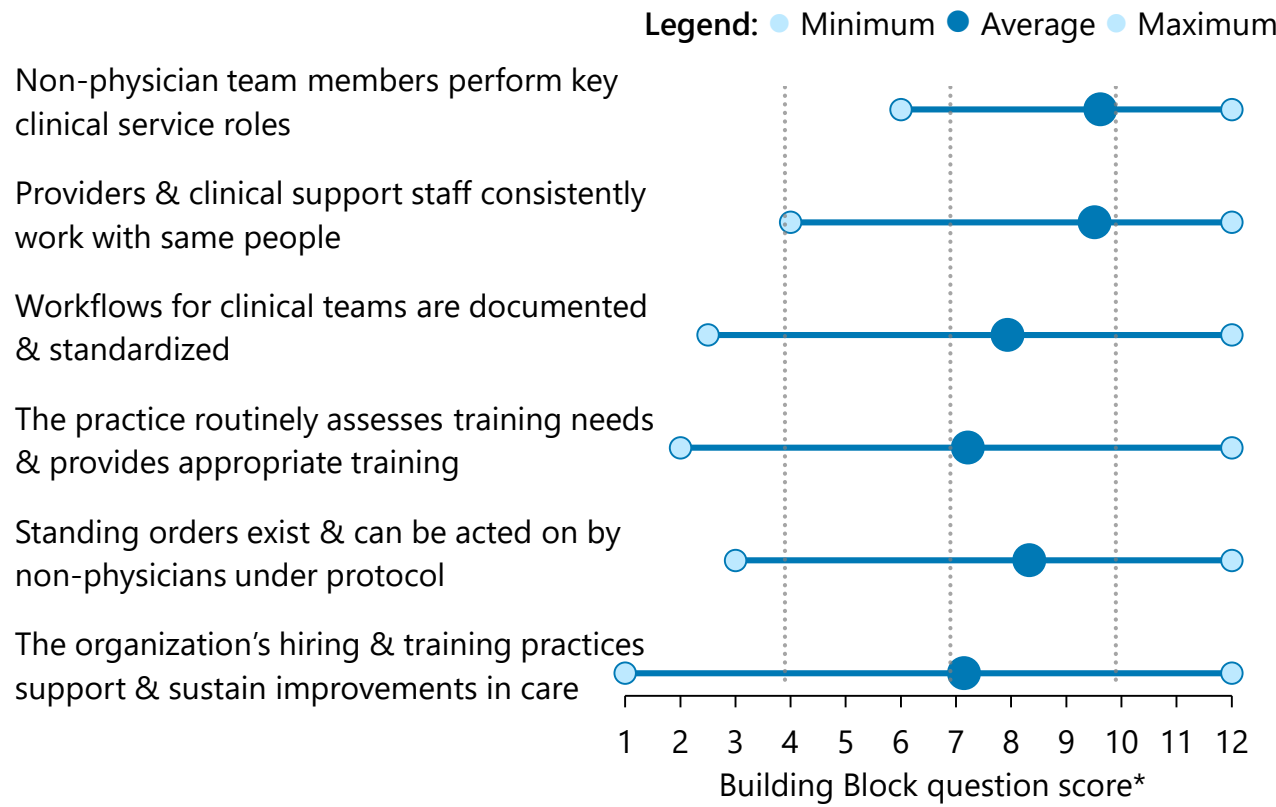 Legend: Minimum Average Maximum
Non-physician team members perform key
clinical service roles
Providers & clinical support staff consistently
work with same people
Workflows for clinical teams are documented
& standardized
The practice routinely assesses training needs
& provides appropriate training
Standing orders exist & can be acted on by
non-physicians under protocol
The organization’s hiring & training practices
support & sustain improvements in care
1 2 3 4 5 6 7 8 9 10 11 12
Building Block question score*